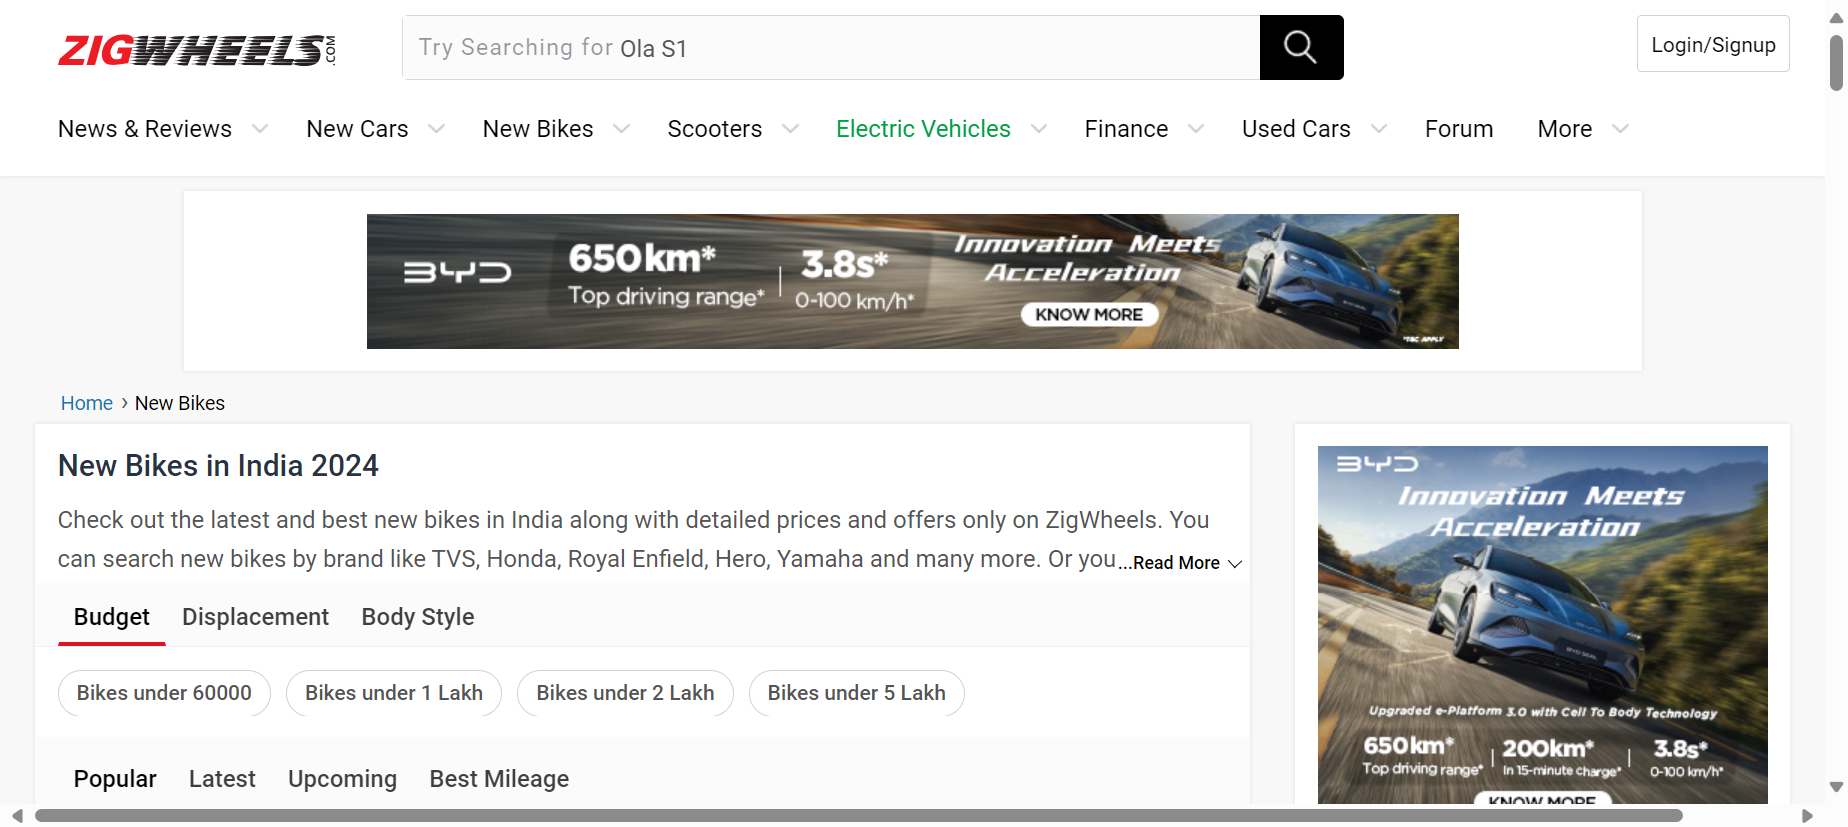 ZIGWHEELS.COM
Try Searching for Ola S1
Login/Signup
News & Reviews
New Cars
New Bikes
Scooters
Electric Vehicles
Finance
Used Cars
Forum
More
BYD
650km*
Top driving range*
3.8s*
0-100 km/h*
Innovation Meets
Acceleration
KNOW MORE
*T&C APPLY
Home › New Bikes
New Bikes in India 2024
Check out the latest and best new bikes in India along with detailed prices and offers only on ZigWheels. You
can search new bikes by brand like TVS, Honda, Royal Enfield, Hero, Yamaha and many more. Or you ...Read More
Budget
Displacement
Body Style
Bikes under 60000
Bikes under 1 Lakh
Bikes under 2 Lakh
Bikes under 5 Lakh
Popular
Latest
Upcoming
Best Mileage
BYD
Innovation Meets
Acceleration
BYD SEAL
Upgraded e-Platform 3.0 with Cell To Body Technology
650km*
Top driving range*
200km*
In 15-minute charge*
3.8s*
0-100 km/h*
KNOW MORE